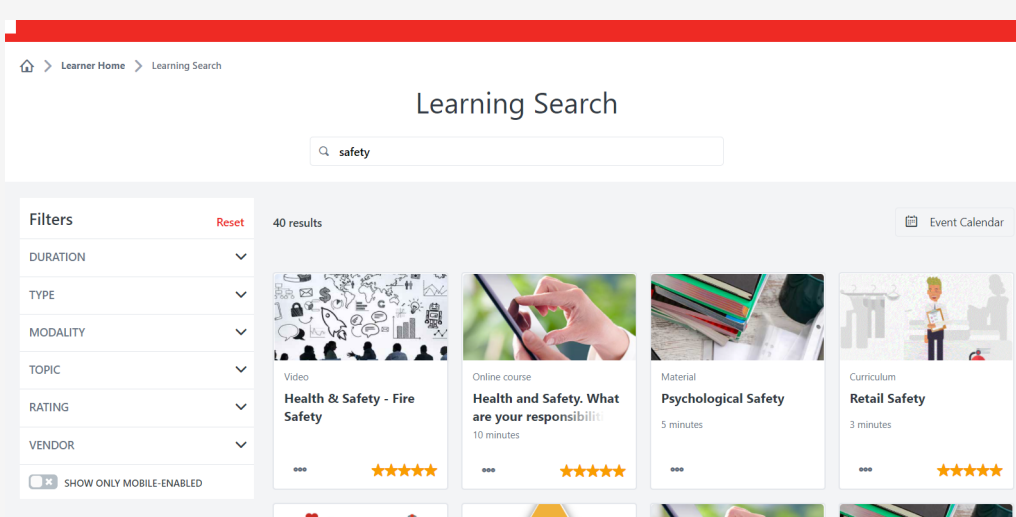 Learner Home
Learning Search
Learning Search
safety
Filters
Reset
DURATION
TYPE
MODALITY
TOPIC
RATING
VENDOR
SHOW ONLY MOBILE-ENABLED
40 results
Event Calendar
Video
Health & Safety - Fire
Safety
Online course
Health and Safety. What
are your responsibiliti
10 minutes
Material
Psychological Safety
5 minutes
Curriculum
Retail Safety
3 minutes